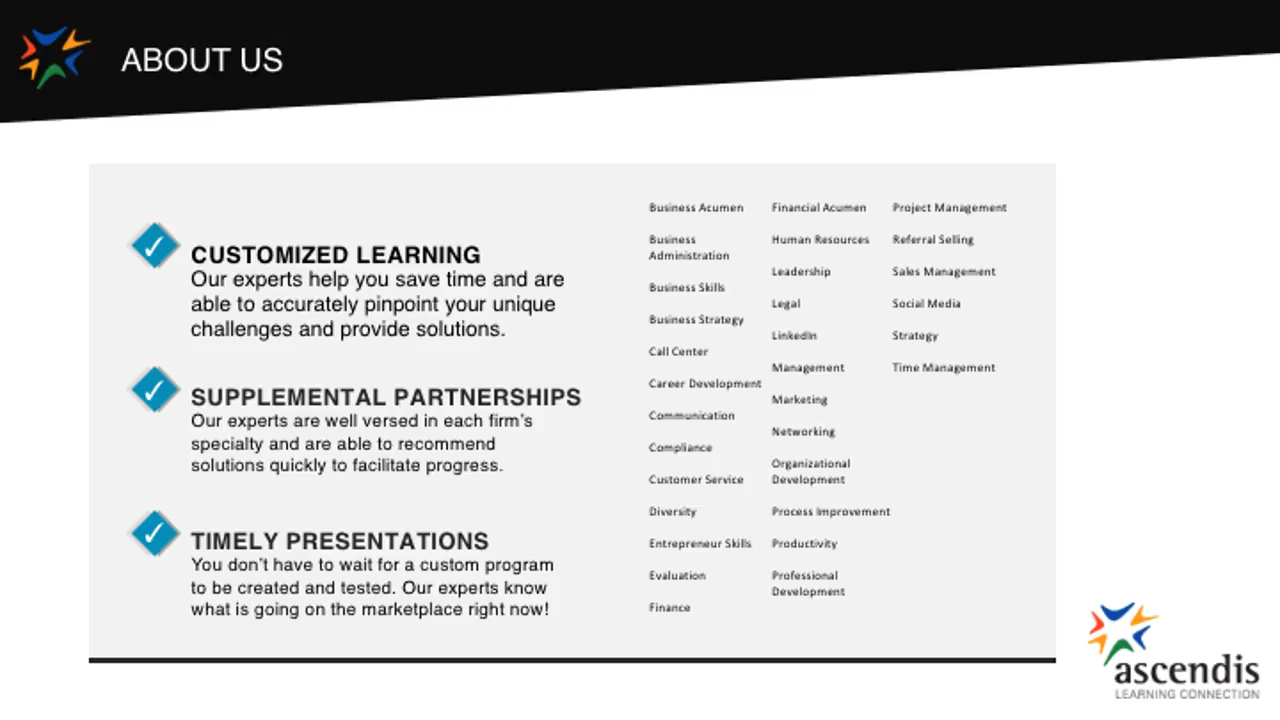 ABOUT US
CUSTOMIZED LEARNING
Our experts help you save time and are
able to accurately pinpoint your unique
challenges and provide solutions.
SUPPLEMENTAL PARTNERSHIPS
Our experts are well versed in each firm's
specialty and are able to recommend
solutions quickly to facilitate progress.
TIMELY PRESENTATIONS
You don't have to wait for a custom program
to be created and tested. Our experts know
what is going on the marketplace right now!
Business Acumen
Business
Administration
Business Skills
Business Strategy
Call Center
Career Development
Communication
Compliance
Customer Service
Diversity
Entrepreneur Skills
Evaluation
Finance
Financial Acumen
Human Resources
Leadership
Legal
LinkedIn
Management
Marketing
Networking
Organizational
Development
Process Improvement
Productivity
Professional
Development
Project Management
Referral Selling
Sales Management
Social Media
Strategy
Time Management
ascendis
LEARNING CONNECTION